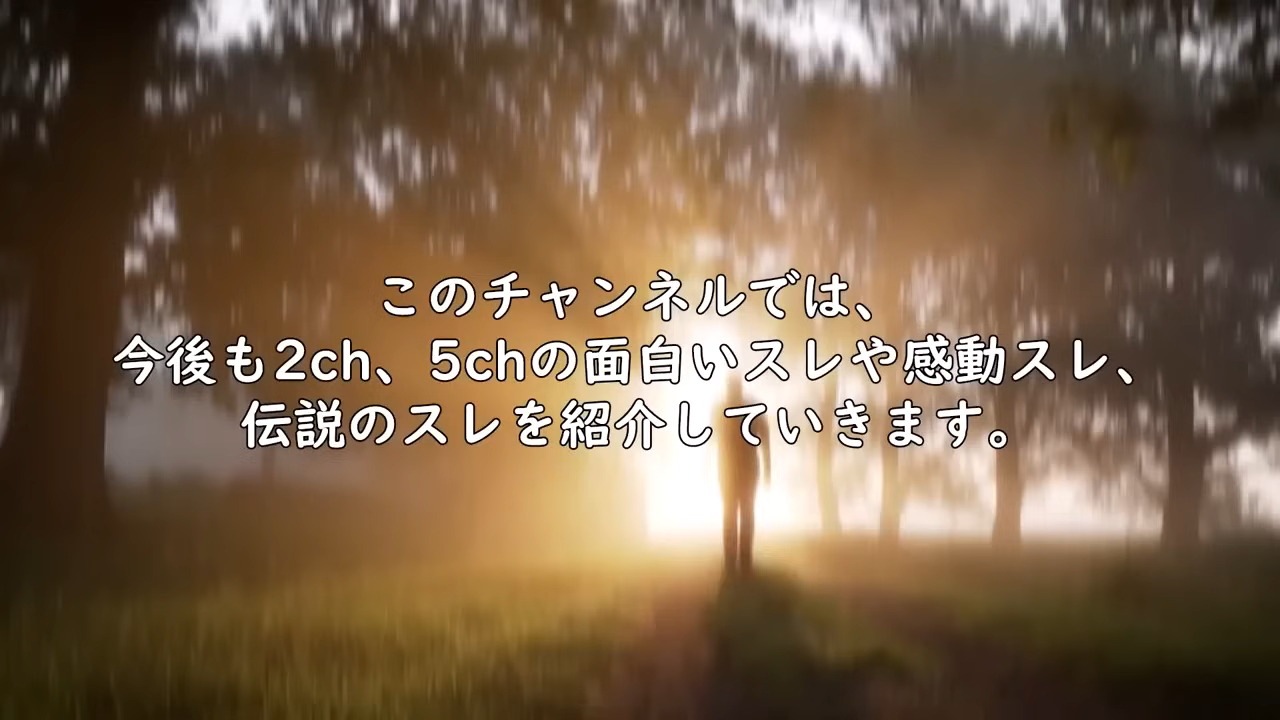 このチャンネルでは、
今後も2ch、5chの面白いスレや感動スレ、
伝説のスレを紹介していきます。